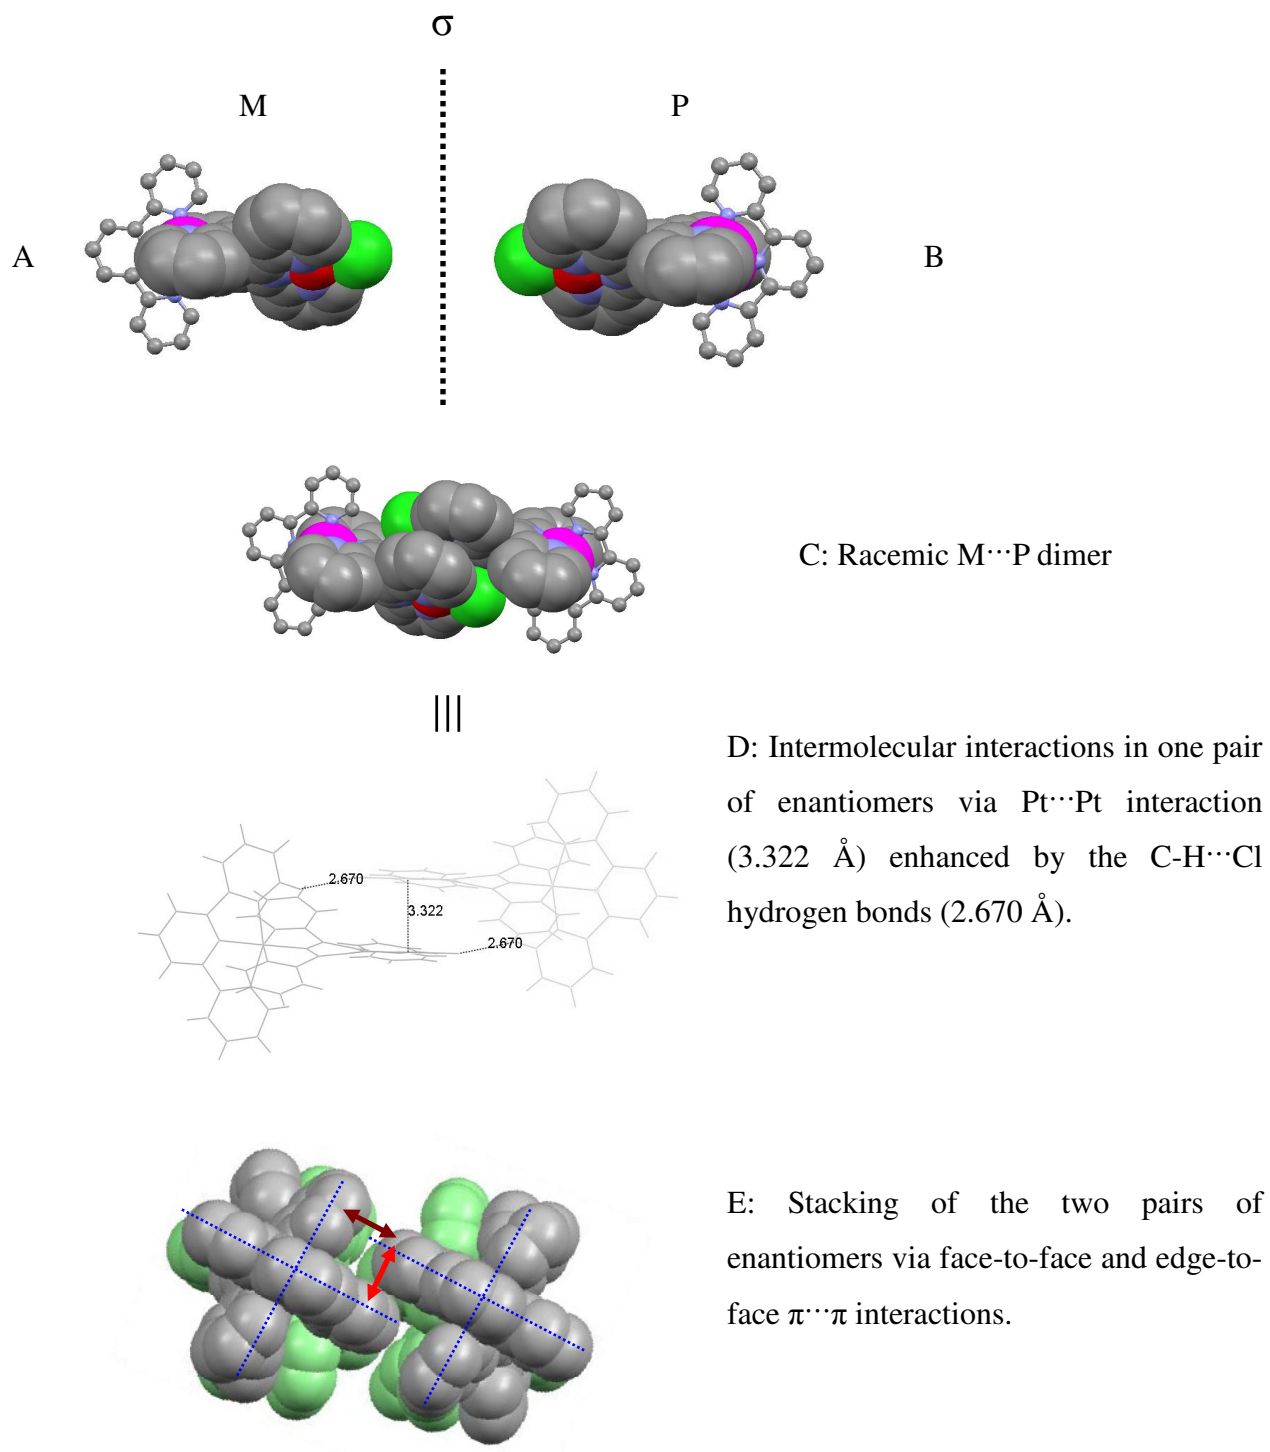 σ
M
P
A
B
C: Racemic M···P dimer
|||
D: Intermolecular interactions in one pair
of enantiomers via Pt···Pt interaction
(3.322 Å) enhanced by the C-H···Cl
hydrogen bonds (2.670 Å).
2.670
3.322
2.670
E: Stacking of the two pairs of
enantiomers via face-to-face and edge-to-
face π···π interactions.